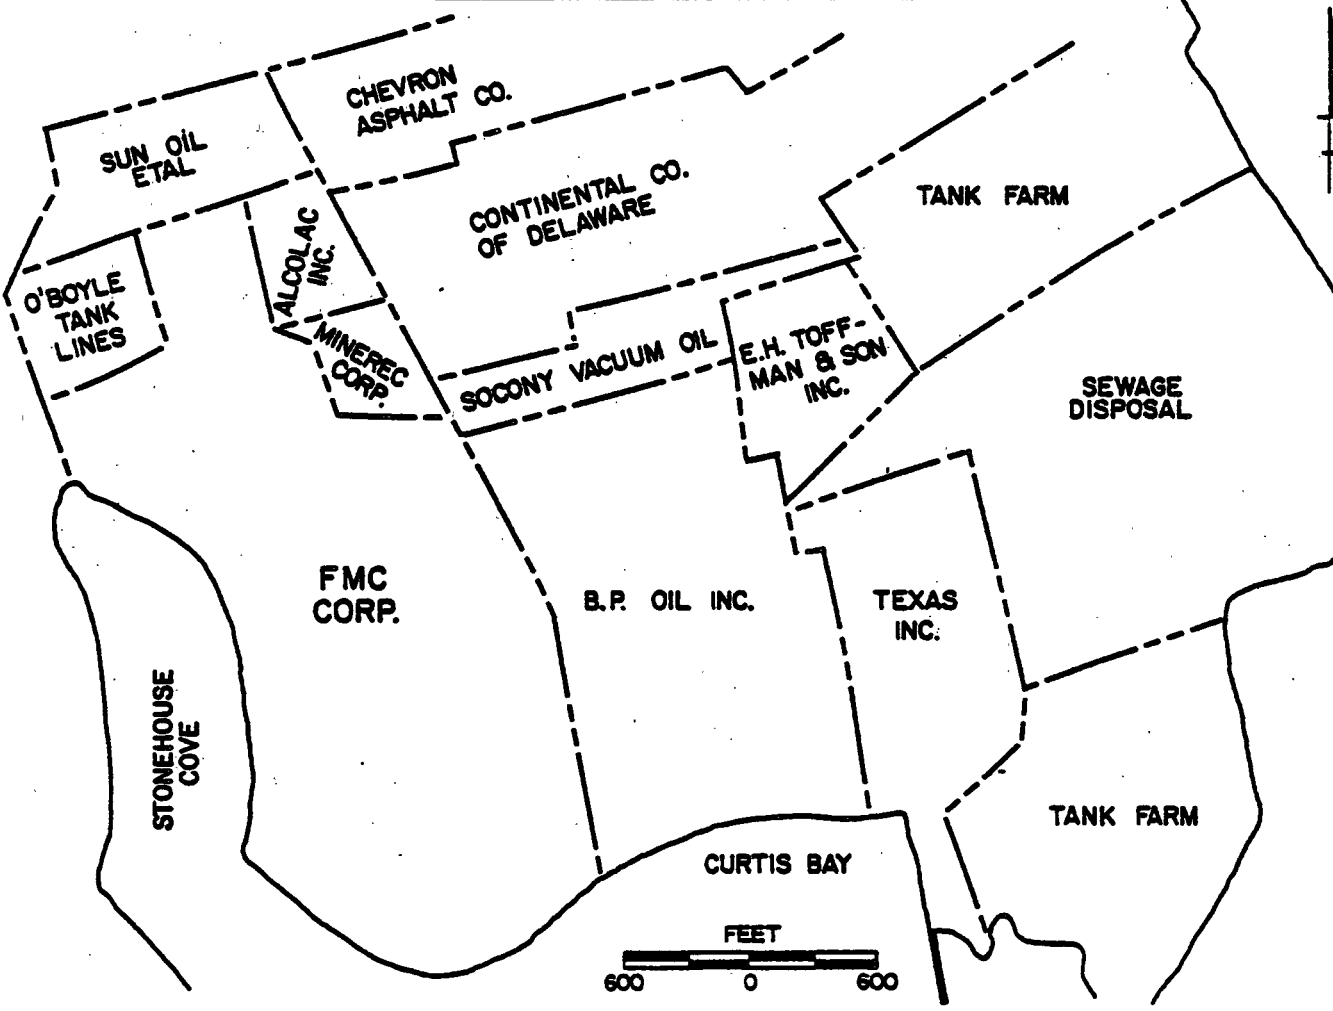 CHEVRON
ASPHALT CO.
SUN OIL
ETAL
CONTINENTAL CO.
OF DELAWARE
TANK FARM
ALCOLAC
INC.
O'BOYLE
TANK
LINES
MINEREC
CORP.
SOCONY VACUUM OIL
E.H. TOFF-
MAN & SON
INC.
SEWAGE
DISPOSAL
FMC
CORP.
B.P. OIL INC.
TEXAS
INC.
STONEHOUSE
COVE
TANK FARM
CURTIS BAY
FEET
600 0 600